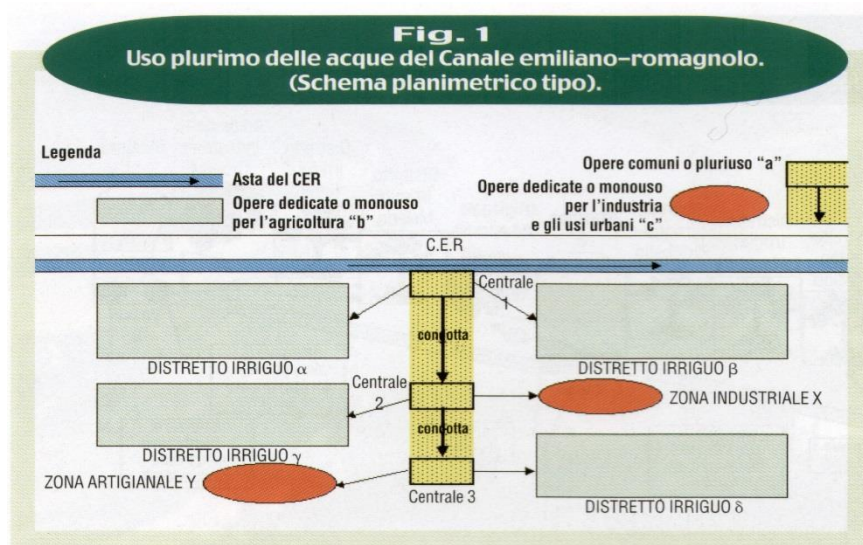 Fig. 1
Uso plurimo delle acque del Canale emiliano-romagnolo.
(Schema planimetrico tipo).
Legenda
Asta del CER
Opere dedicate o monouso
per l'agricoltura "b"
Opere comuni o pluriuso "a"
Opere dedicate o monouso
per l'industria
e gli usi urbani "c"
C.E.R
Centrale
1
condotta
DISTRETTO IRRIGUO α
DISTRETTO IRRIGUO β
Centrale
2
ZONA INDUSTRIALE X
condotta
DISTRETTO IRRIGUO γ
ZONA ARTIGIANALE Y
Centrale 3
DISTRETTO IRRIGUO δ